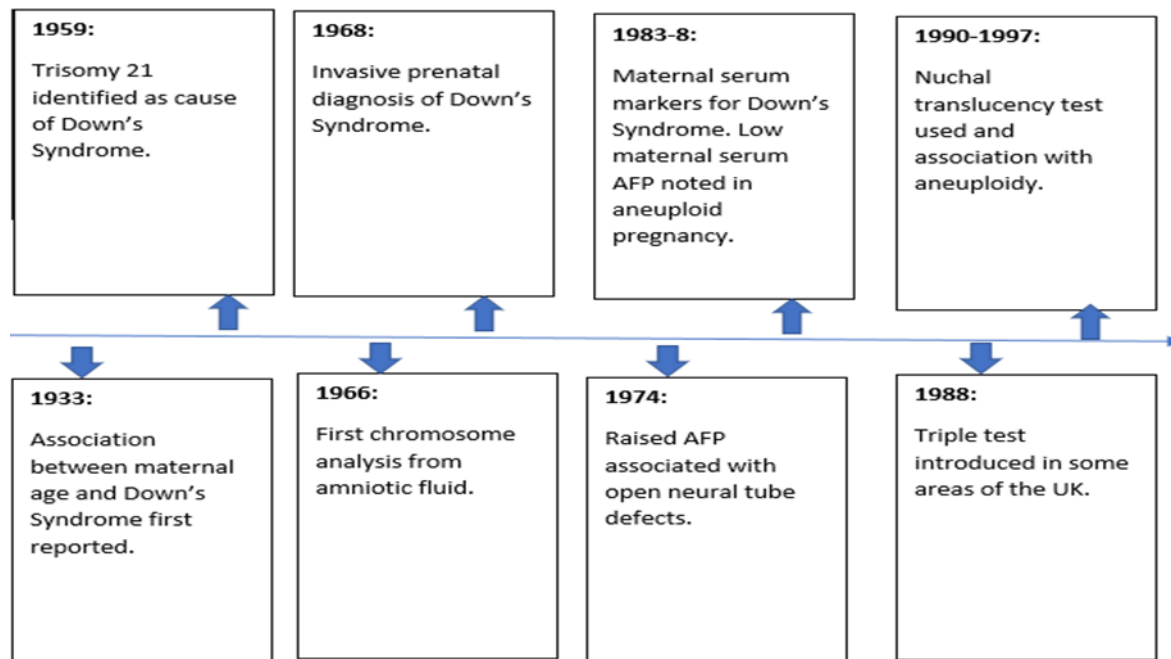 1959:
Trisomy 21
identified as cause
of Down’s
Syndrome.
1968:
Invasive prenatal
diagnosis of Down’s
Syndrome.
1983-8:
Maternal serum
markers for Down’s
Syndrome. Low
maternal serum
AFP noted in
aneuploid
pregnancy.
1990-1997:
Nuchal
translucency test
used and
association with
aneuploidy.
1933:
Association
between maternal
age and Down’s
Syndrome first
reported.
1966:
First chromosome
analysis from
amniotic fluid.
1974:
Raised AFP
associated with
open neural tube
defects.
1988:
Triple test
introduced in some
areas of the UK.